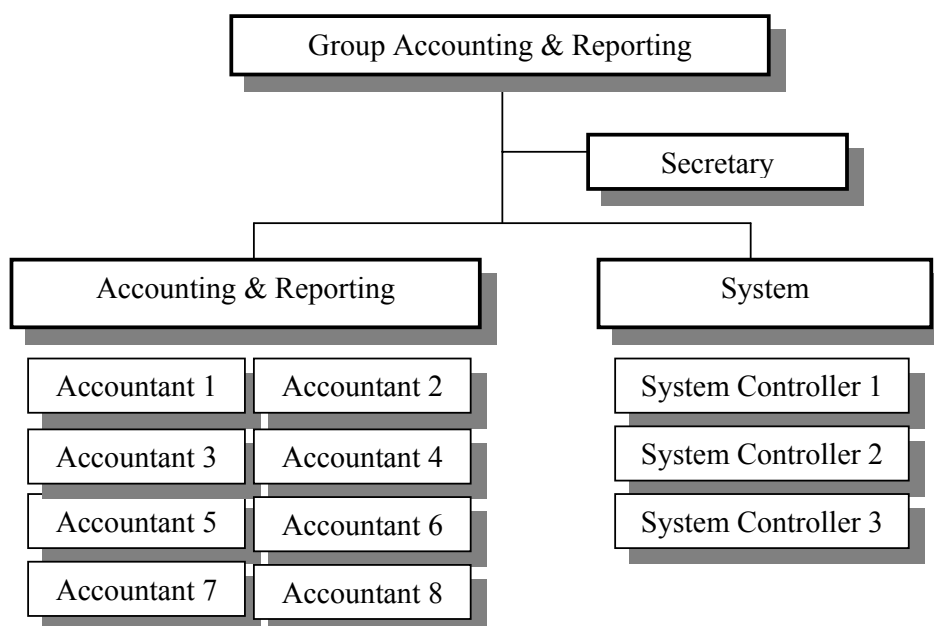 Group Accounting & Reporting
Secretary
Accounting & Reporting
System
Accountant 1
Accountant 2
Accountant 3
Accountant 4
Accountant 5
Accountant 6
Accountant 7
Accountant 8
System Controller 1
System Controller 2
System Controller 3